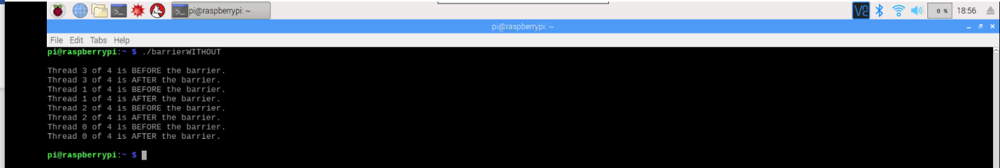 pi@raspberrypi: ~
V2
0 %
18:56
pi@raspberrypi: ~
File Edit Tabs Help
pi@raspberrypi:~ $ ./barrierWITHOUT
Thread 3 of 4 is BEFORE the barrier.
Thread 3 of 4 is AFTER the barrier.
Thread 1 of 4 is BEFORE the barrier.
Thread 1 of 4 is AFTER the barrier.
Thread 2 of 4 is BEFORE the barrier.
Thread 2 of 4 is AFTER the barrier.
Thread 0 of 4 is BEFORE the barrier.
Thread 0 of 4 is AFTER the barrier.
pi@raspberrypi:~ $